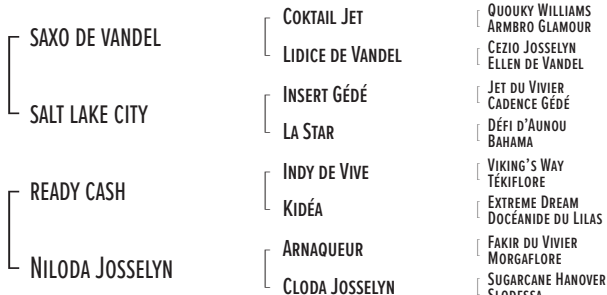 SAXO DE VANDEL
SALT LAKE CITY
READY CASH
NILODA JOSSELYN
COKTAIL JET
LIDICE DE VANDEL
INSERT GÉDÉ
LA STAR
INDY DE VIVE
KIDÉA
ARNAQUEUR
CLODA JOSSELYN
QUOUKY WILLIAMS
ARMBRO GLAMOUR
CEZIO JOSSELYN
ELLEN DE VANDEL
JET DU VIVIER
CADENCE GÉDÉ
DÉFI D'AUNOU
BAHAMA
VIKING'S WAY
TÉKIFLORE
EXTREME DREAM
DOCÉANIDE DU LILAS
FAKIR DU VIVIER
MORGAFLORE
SUGARCANE HANOVER